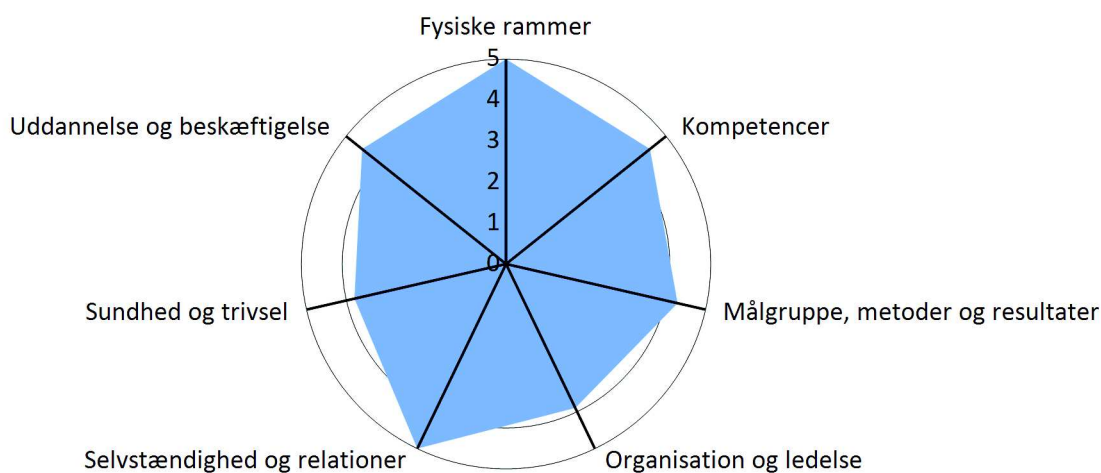 Fysiske rammer
5
4
3
2
1
0
Uddannelse og beskæftigelse
Kompetencer
Sundhed og trivsel
Målgruppe, metoder og resultater
Selvstændighed og relationer
Organisation og ledelse